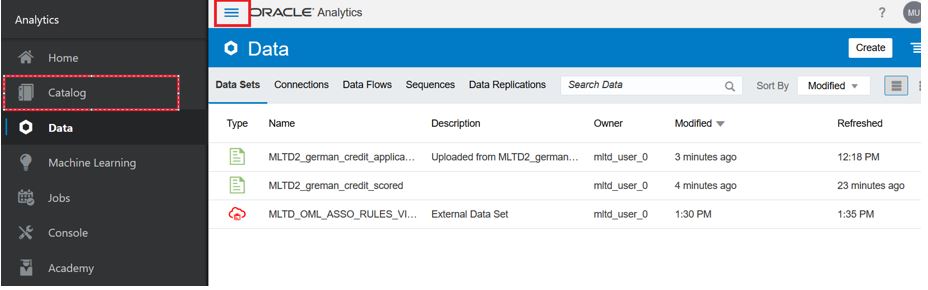 Analytics
Home
Catalog
Data
Machine Learning
Jobs
Console
Academy
ORACLE Analytics ? MU
Data Create
Data Sets Connections Data Flows Sequences Data Replications Search Data Sort By Modified
Type Name Description Owner Modified Refreshed
MLTD2_german_credit_applica... Uploaded from MLTD2_german... mltd_user_0 3 minutes ago 12:18 PM
MLTD2_greman_credit_scored mltd_user_0 4 minutes ago 23 minutes ago
MLTD_OML_ASSO_RULES_VI... External Data Set mltd_user_0 1:30 PM 1:35 PM